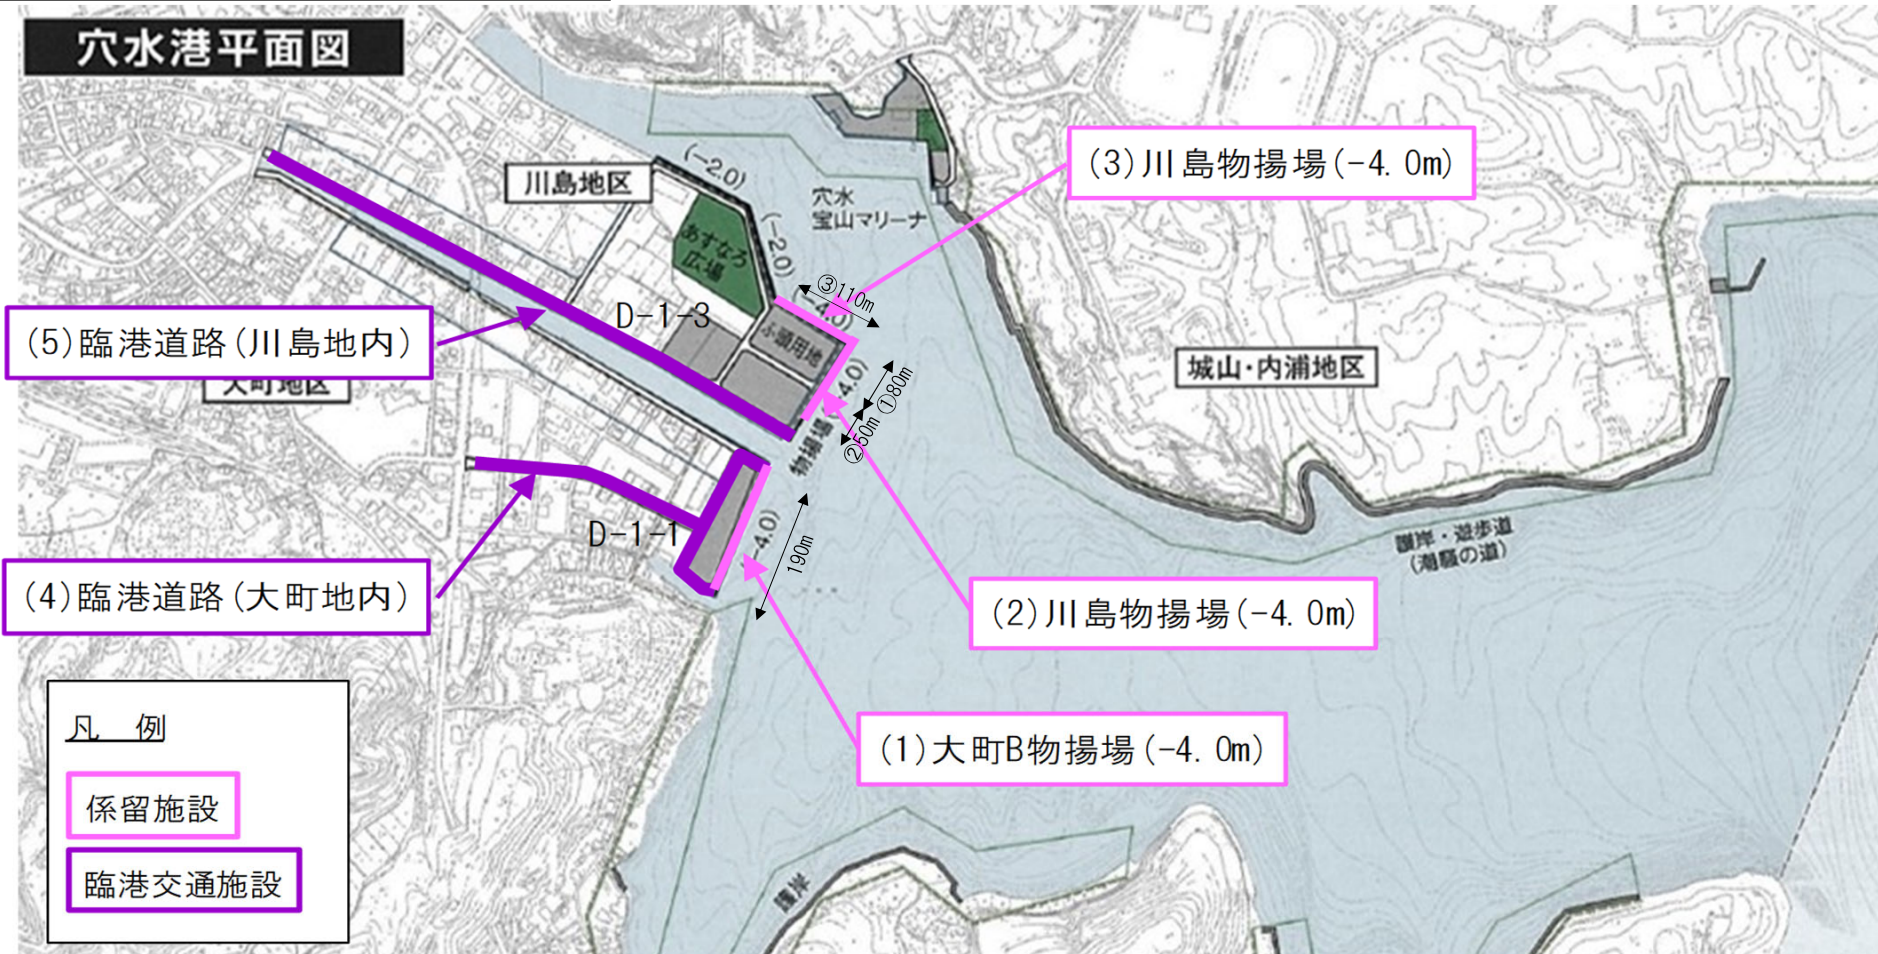 穴水港平面図
川島地区
(-2.0)
(-2.0)
穴水
宝山マリーナ
(3)川島物揚場(-4.0m)
あすなろ
広場
③110m
(-4.0)
D-1-3
ふ頭用地
(5)臨港道路(川島地内)
大町地区
(-4.0)
①80m
②50m
物揚場
城山・内浦地区
D-1-1
(-4.0)
190m
護岸・遊歩道
(潮騒の道)
(4)臨港道路(大町地内)
(2)川島物揚場(-4.0m)
(1)大町B物揚場(-4.0m)
凡 例
係留施設
臨港交通施設
護岸